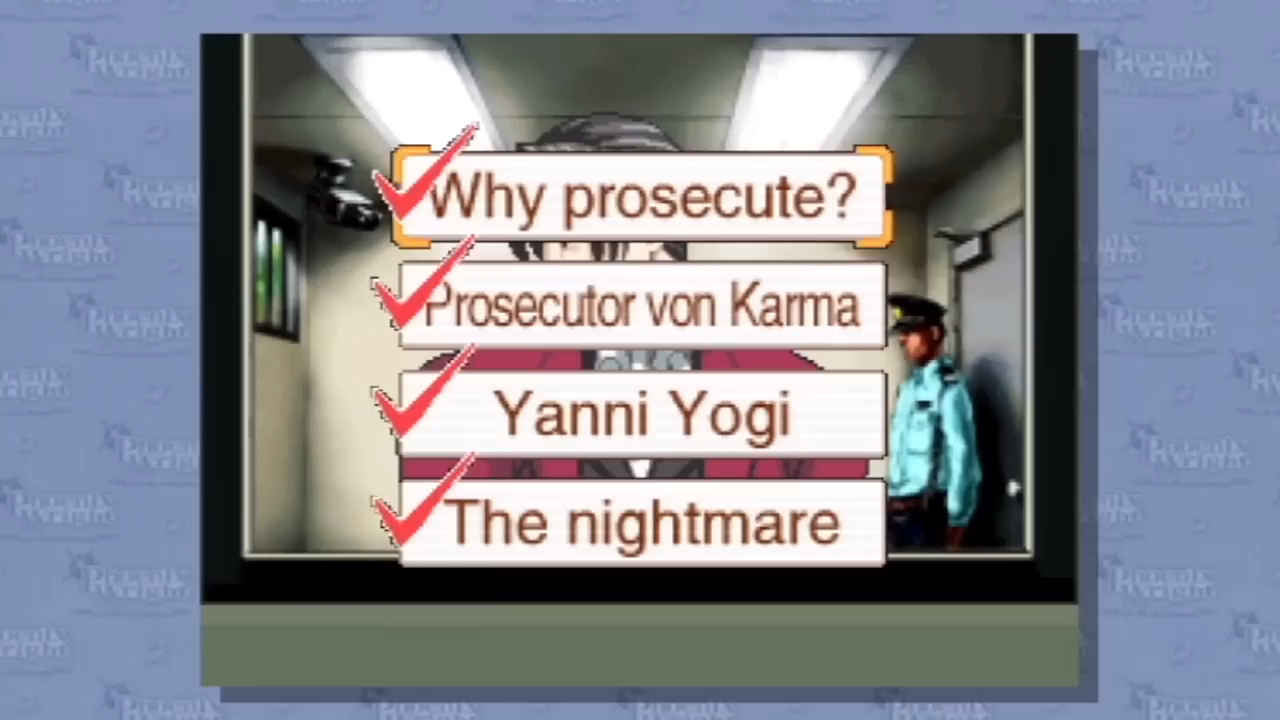 Why prosecute?
Prosecutor von Karma
Yanni Yogi
The nightmare